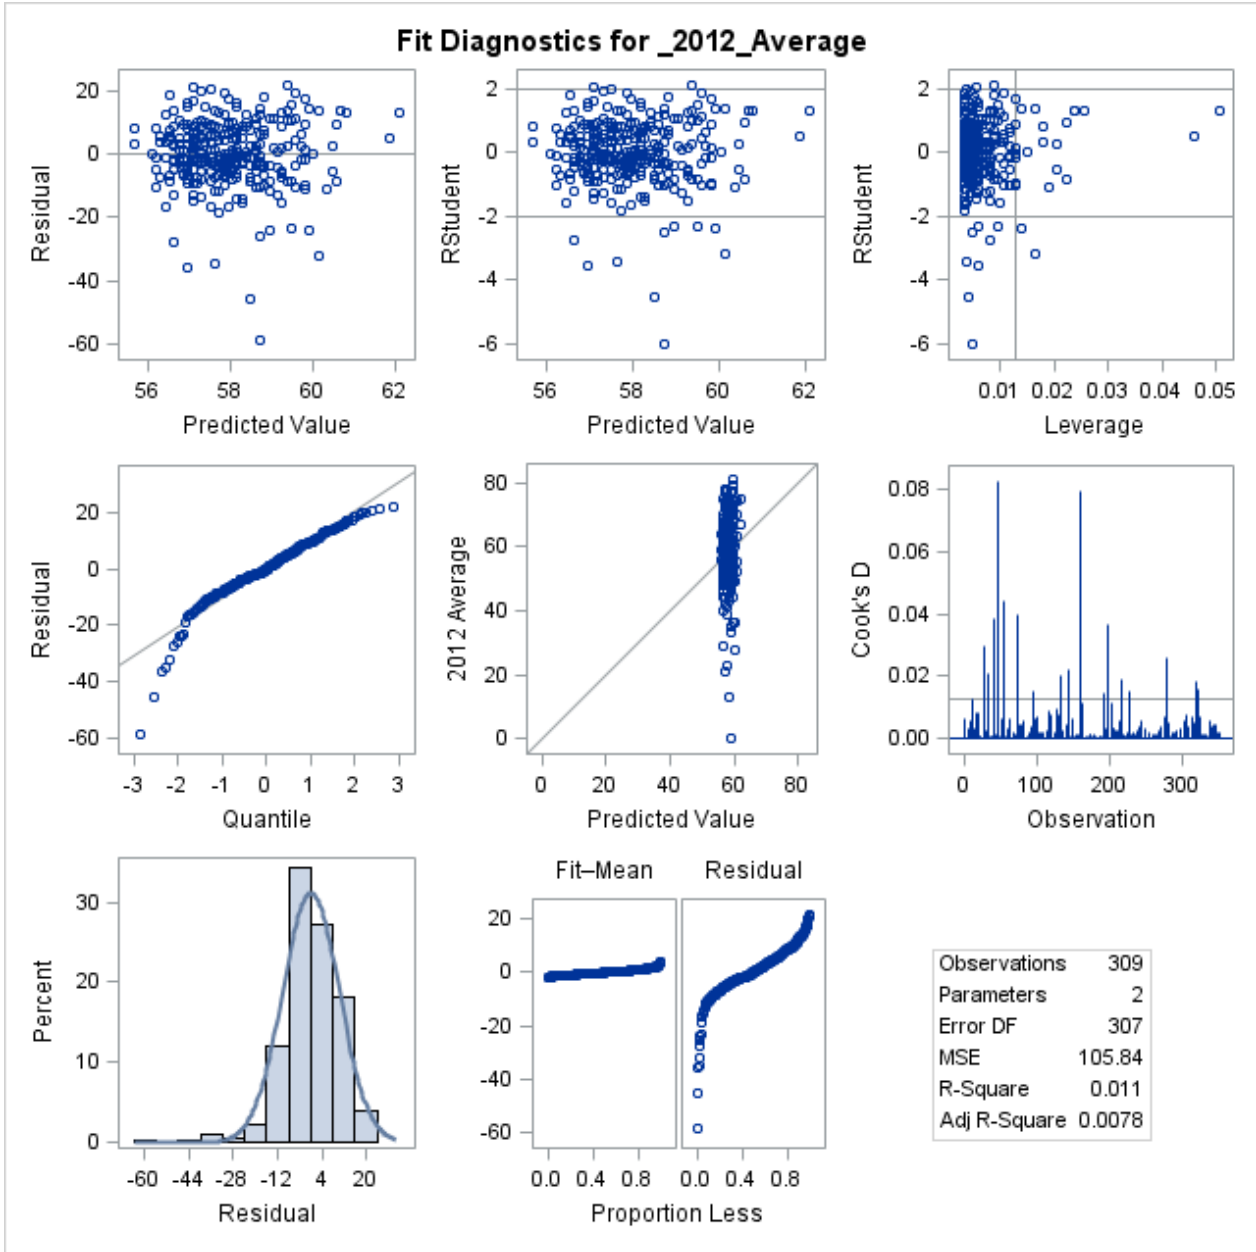 Fit Diagnostics for _2012_Average
Residual
20
0
-20
-40
-60
56 58 60 62
Predicted Value
RStudent
2
0
-2
-4
-6
56 58 60 62
Predicted Value
RStudent
2
0
-2
-4
-6
0.01 0.02 0.03 0.04 0.05
Leverage
Residual
20
0
-20
-40
-60
-3 -2 -1 0 1 2 3
Quantile
2012 Average
80
60
40
20
0
0 20 40 60 80
Predicted Value
Cook's D
0.08
0.06
0.04
0.02
0.00
0 100 200 300
Observation
Percent
30
20
10
0
-60 -44 -28 -12 4 20
Residual
Fit–Mean Residual
20
0
-20
-40
-60
0.0 0.4 0.8 0.0 0.4 0.8
Proportion Less
Observations 309
Parameters 2
Error DF 307
MSE 105.84
R-Square 0.011
Adj R-Square 0.0078